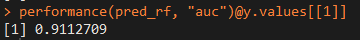 > performance(pred_rf, "auc")@y.values[[1]]
[1] 0.9112709